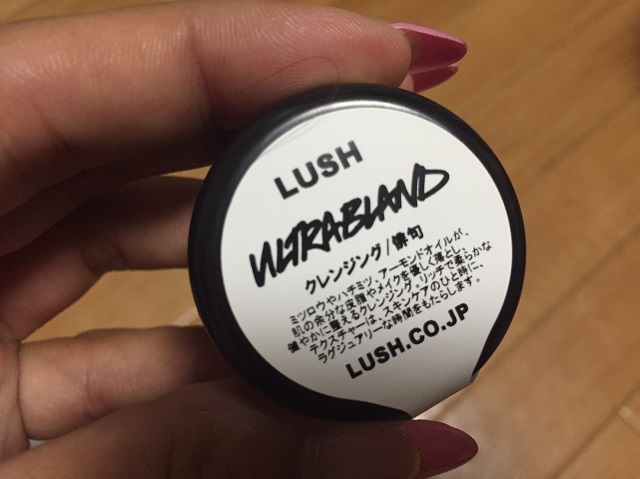 LUSH
ULTRABLAND
クレンジング/俳句
ミツロウやハチミツ、アーモンドオイルが、
肌の余分な皮脂やメイクを優しく落とし、
健やかに整えるクレンジング。リッチで柔らかな
テクスチャーは、スキンケアのひと時に、
ラグジュアリーな時間をもたらします。
LUSH.CO.JP